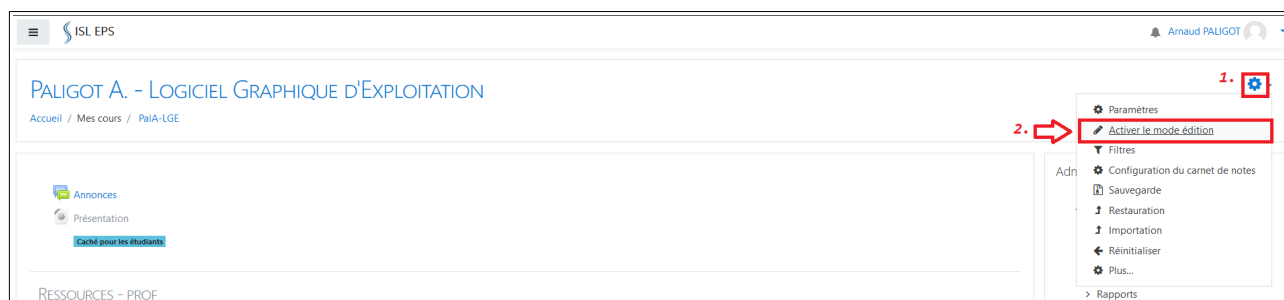 ISL EPS
Arnaud PALIGOT
PALIGOT A. - LOGICIEL GRAPHIQUE D'EXPLOITATION
1.
Accueil / Mes cours / PaIA-LGE
Paramètres
2.
Activer le mode édition
Filtres
Adm
Configuration du carnet de notes
Annonces
Sauvegarde
Présentation
Restauration
Caché pour les étudiants
Importation
Réinitialiser
Plus...
RESSOURCES - PROF
Rapports